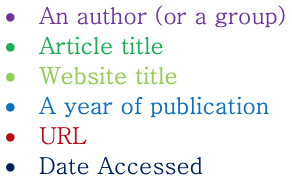 • An author (or a group)
• Article title
• Website title
• A year of publication
• URL
• Date Accessed